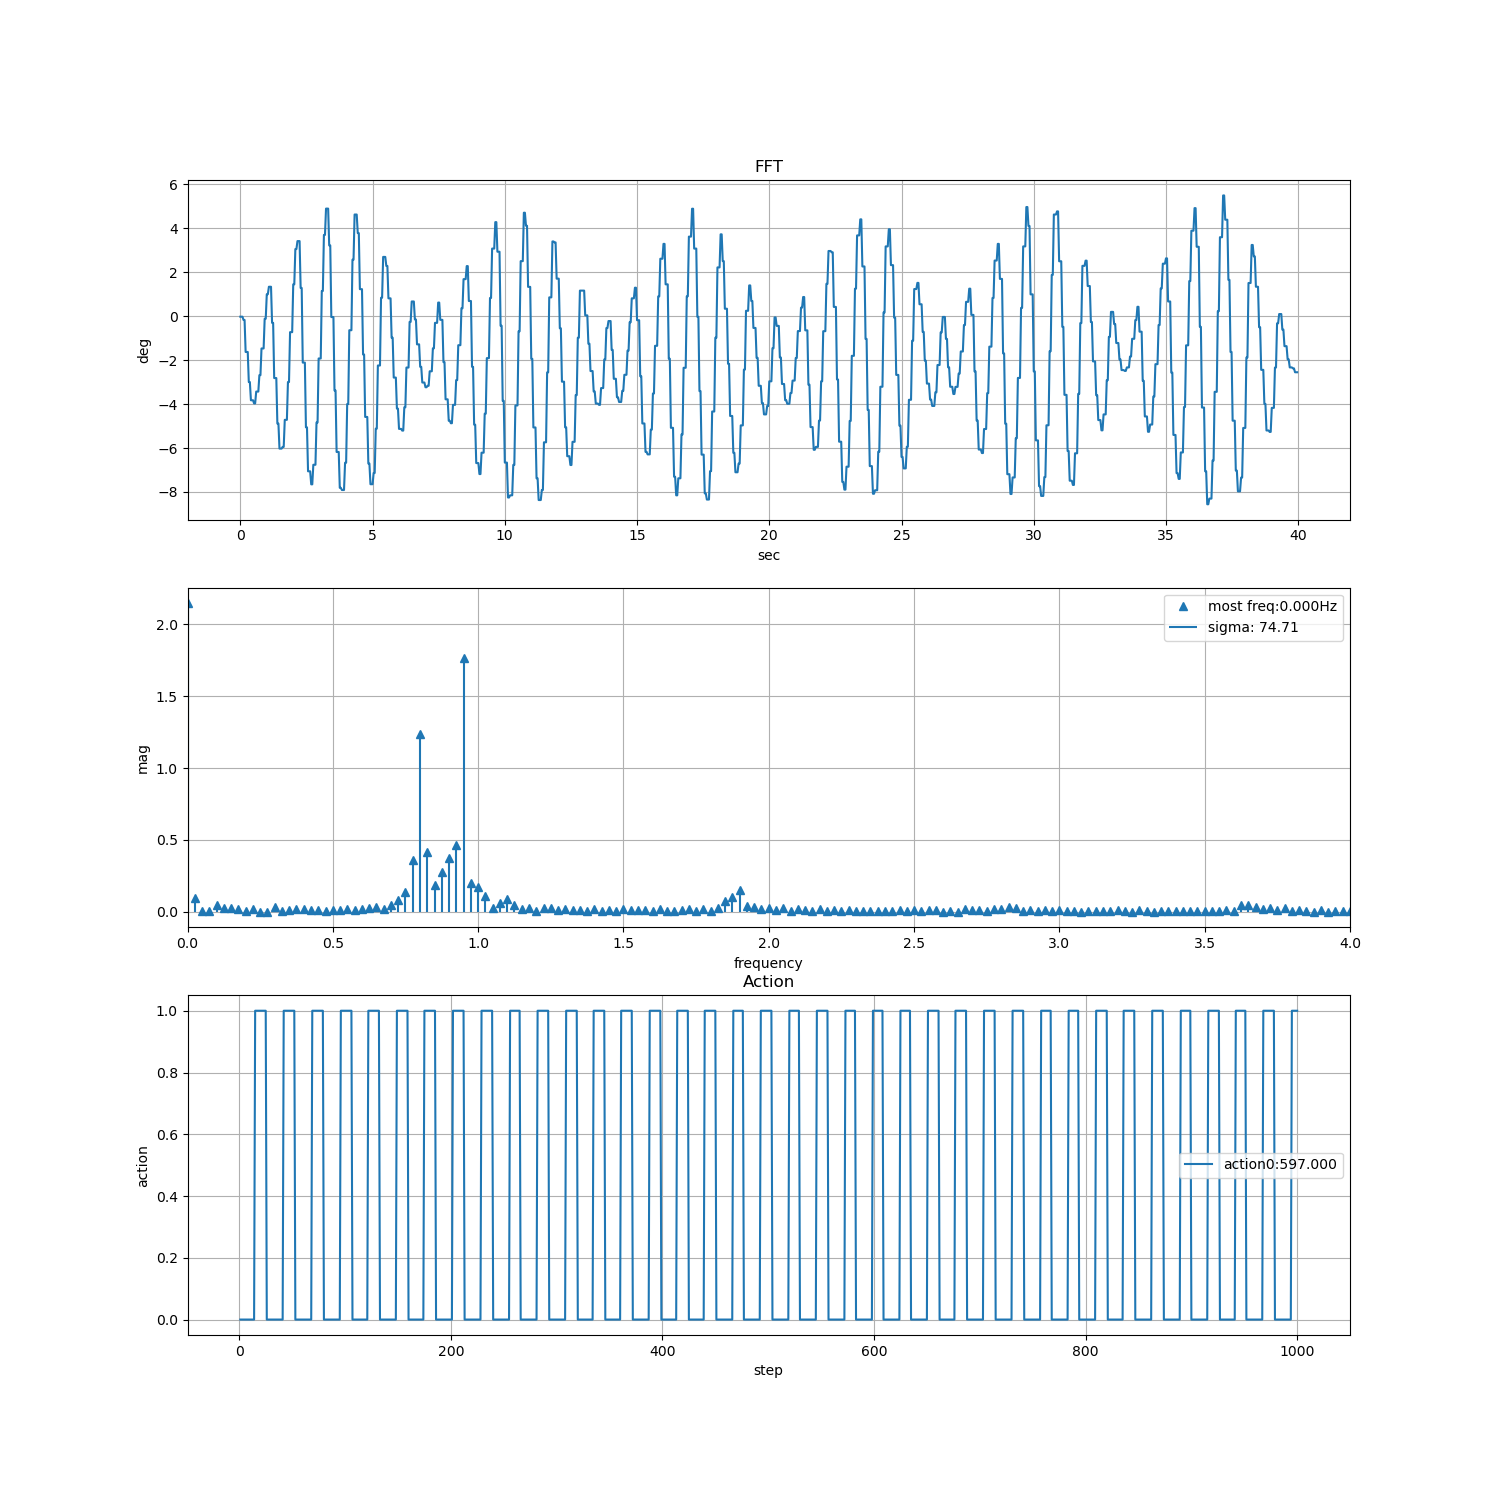 FFT
6
4
2
0
−2
−4
−6
−8
deg
0 5 10 15 20 25 30 35 40
sec
most freq:0.000Hz
sigma: 74.71
2.0
1.5
1.0
0.5
0.0
mag
0.0 0.5 1.0 1.5 2.0 2.5 3.0 3.5 4.0
frequency
Action
1.0
0.8
0.6
0.4
0.2
0.0
action
action0:597.000
0 200 400 600 800 1000
step